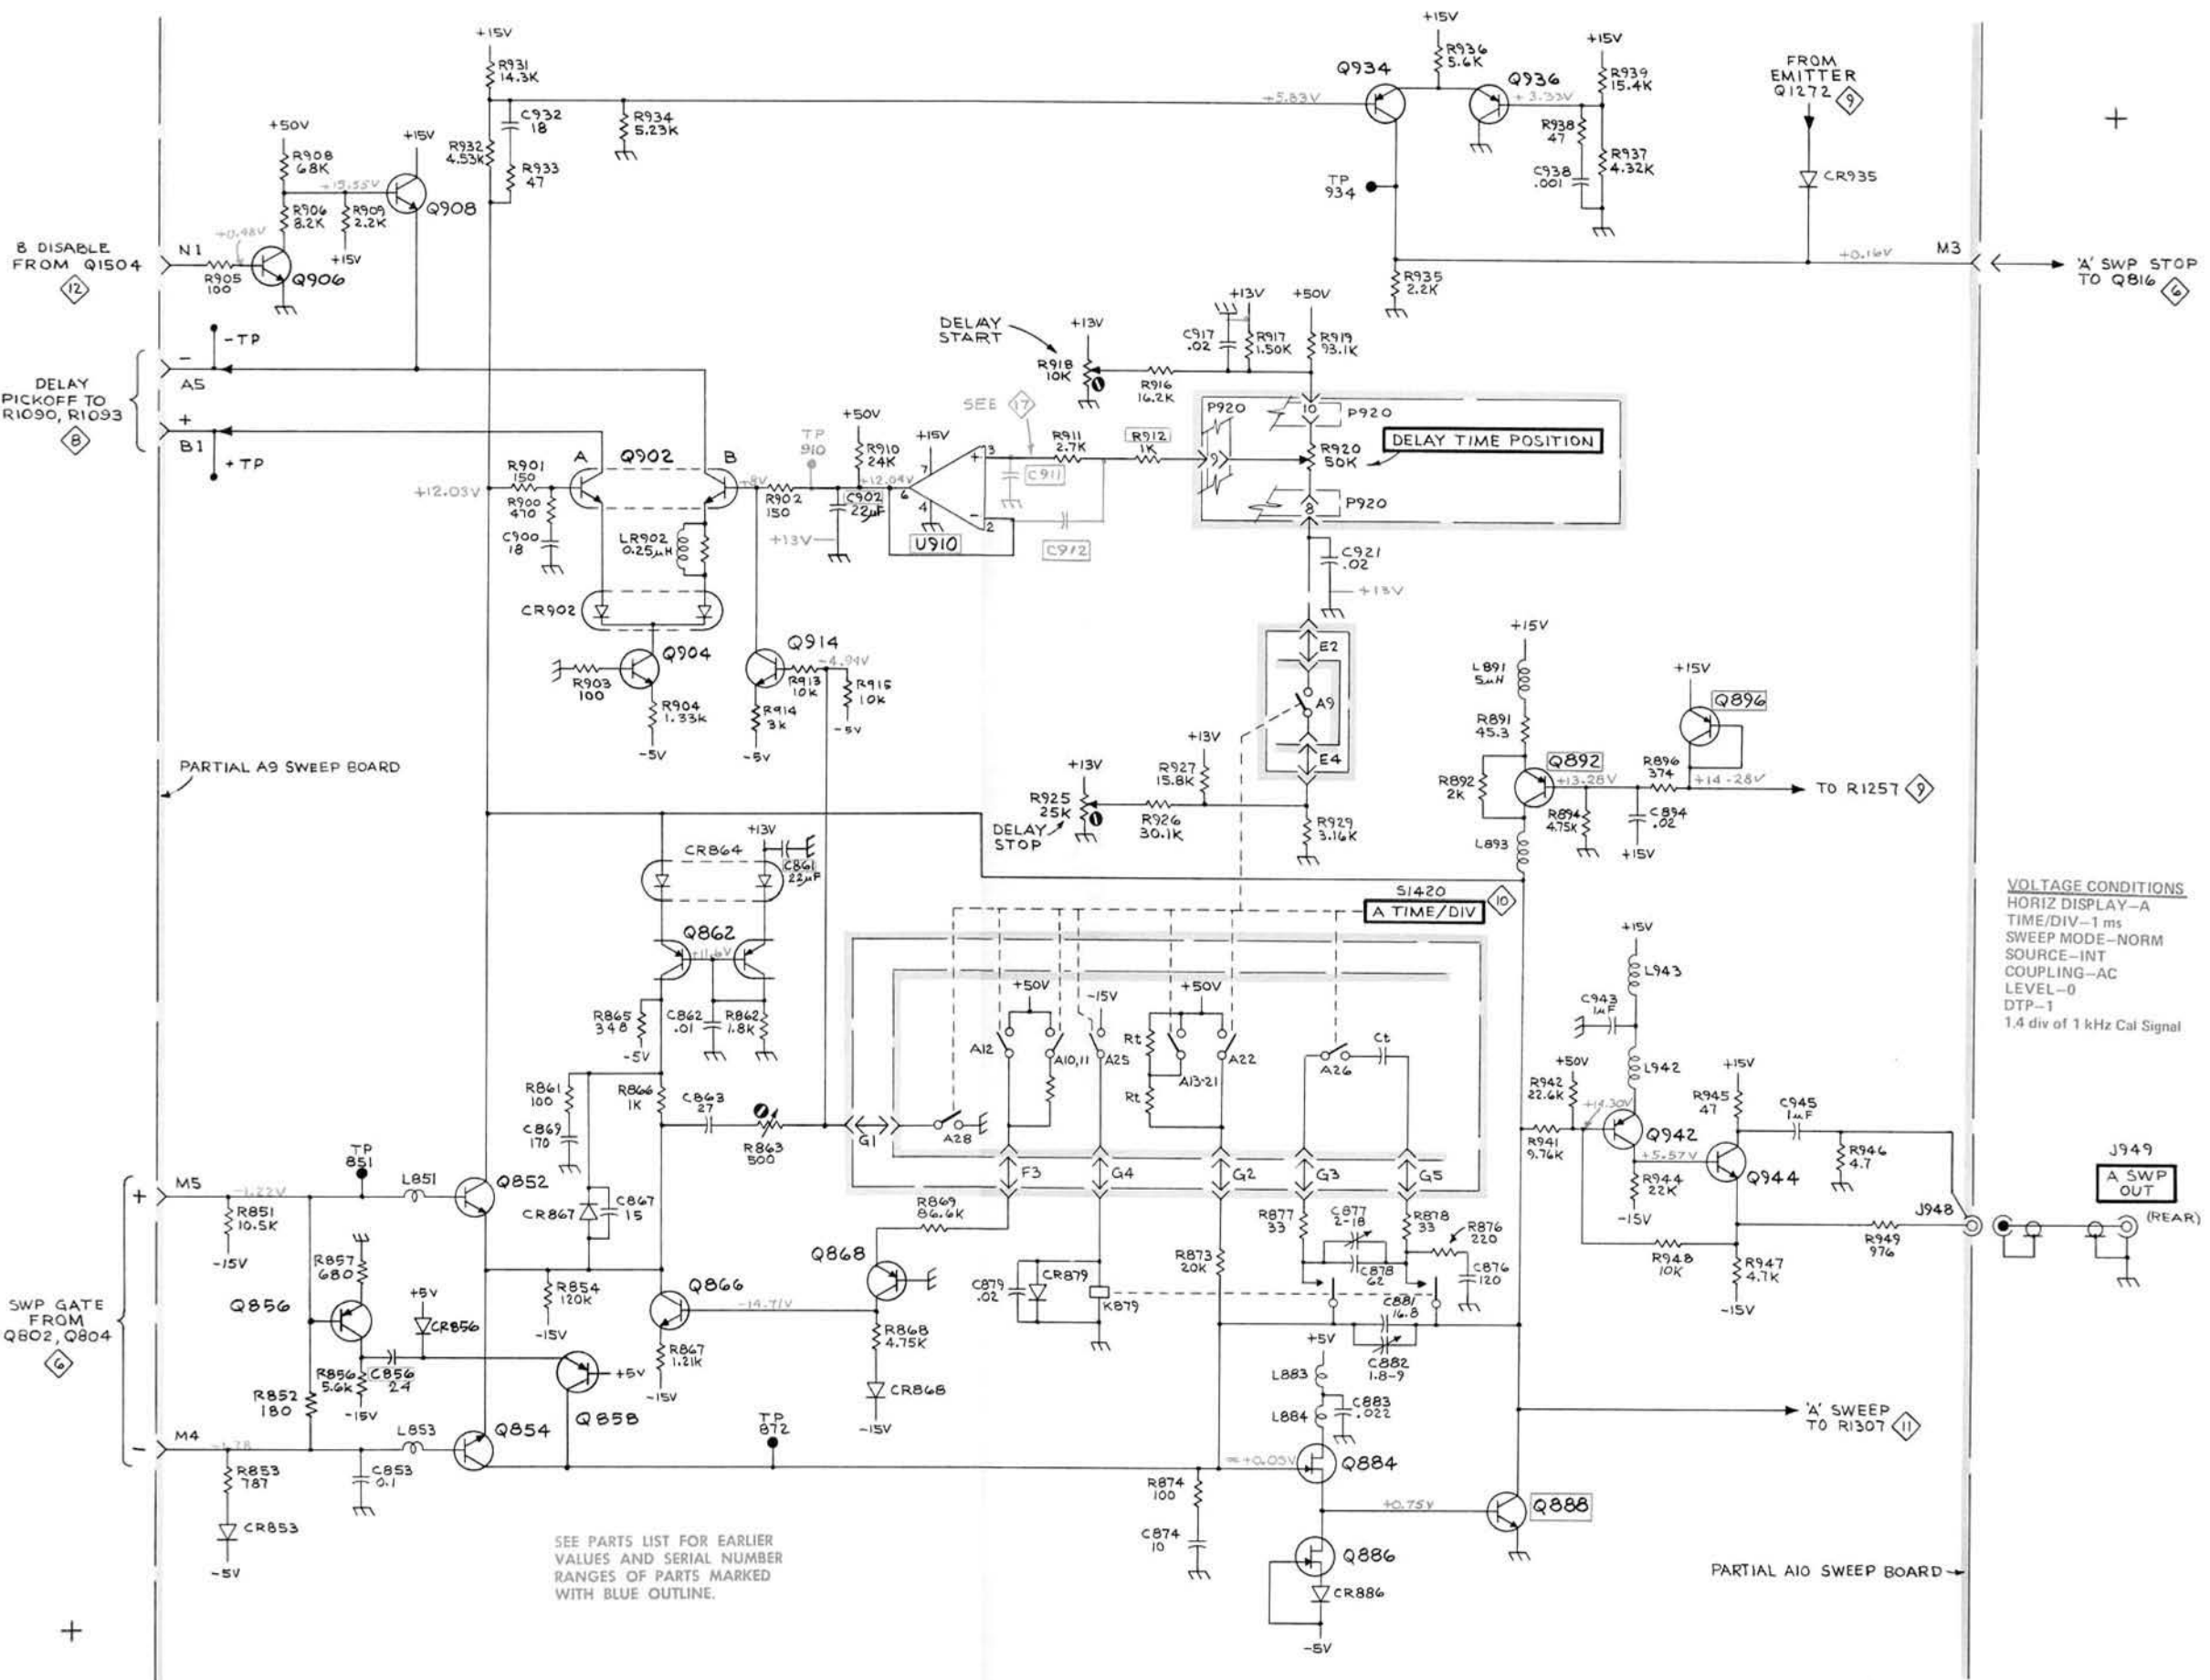 +15V
R931
14.3K
C932
18
R932
4.53K
R933
47
R934
5.23K
+5.83V
Q934
+15V
R936
5.6K
Q936
+3.33V
+15V
R939
15.4K
R938
47
C938
.001
R937
4.32K
FROM
EMITTER
Q1272
9
CR935
TP
934
R935
2.2K
+0.16V
M3
'A' SWP STOP
TO Q816
6
+
+50V
R908
68K
+15V
R906
8.2K
R909
2.2K
+15V
Q908
B DISABLE
FROM Q1504
12
N1
+0.48V
R905
100
Q906
DELAY
PICKOFF TO
R1090, R1093
8
-
A5
- TP
+
B1
+ TP
R901
150
R900
470
C900
18
+12.03V
A
Q902
B
LR902
0.25µH
CR902
Q904
R903
100
R904
1.33K
-5V
+8V
R902
150
TP
910
+50V
R910
24K
+12.04V
C902
22µF
+13V
+15V
7
6
4
3
2
+
-
U910
SEE 17
C911
C912
R911
2.7K
R912
1K
DELAY
START
+13V
R918
10K
R916
16.2K
C917
.02
+13V
R917
1.50K
+50V
R919
93.1K
P920
10
P920
9
R920
50K
DELAY TIME POSITION
8
P920
C921
.02
+13V
E2
A9
E4
Q914
-4.94V
R913
10K
R915
10K
-5V
R914
3K
-5V
PARTIAL A9 SWEEP BOARD
+13V
R927
15.8K
+13V
R925
25K
DELAY
STOP
R926
30.1K
R929
3.16K
+15V
L891
5µH
R891
45.3
R892
2K
Q892
+13.28V
R896
374
+15V
Q896
+14.28V
TO R1257 9
R894
4.75K
C894
.02
+15V
L893
CR864
+13V
C861
22µF
Q862
+11.6V
R865
348
-5V
C862
.01
R862
1.8K
R861
100
R866
1K
C863
27
R863
500
C869
170
CR867
C867
15
G1
A28
S1420
10
A TIME/DIV
+50V
A12
A10,11
-15V
A25
+50V
Rt
Rt
A13-21
A22
A26
Ct
F3
G4
G2
G3
G5
VOLTAGE CONDITIONS
HORIZ DISPLAY-A
TIME/DIV-1 ms
SWEEP MODE-NORM
SOURCE-INT
COUPLING-AC
LEVEL-0
DTP-1
1.4 div of 1 kHz Cal Signal
+15V
L943
C943
1µF
L942
+50V
R942
22.6K
+14.30V
R941
9.76K
Q942
+5.57V
R944
22K
-15V
+15V
R945
47
C945
1µF
Q944
R946
4.7
R948
10K
R947
4.7K
-15V
R949
976
J948
J949
A SWP
OUT
(REAR)
SWP GATE
FROM
Q802, Q804
6
+
M5
-1.22V
R851
10.5K
-15V
TP
851
L851
Q852
R857
680
Q856
+5V
CR856
R856
5.6K
-15V
C856
24
R852
180
-
M4
R853
787
CR853
-5V
C853
0.1
L853
Q854
Q858
+5V
R854
120K
-15V
Q866
R867
1.21K
-15V
-14.71V
Q868
R869
86.6K
R868
4.75K
CR868
-15V
TP
872
C879
.02
CR879
K879
R873
20K
R877
33
C877
2-18
C878
62
R878
33
R876
220
C876
120
C881
16.8
C882
1.8-9
+5V
L883
L884
C883
.022
≈+0.05V
Q884
R874
100
C874
10
+0.75V
Q888
Q886
CR886
-5V
'A' SWEEP
TO R1307 11
PARTIAL A10 SWEEP BOARD
SEE PARTS LIST FOR EARLIER
VALUES AND SERIAL NUMBER
RANGES OF PARTS MARKED
WITH BLUE OUTLINE.
+